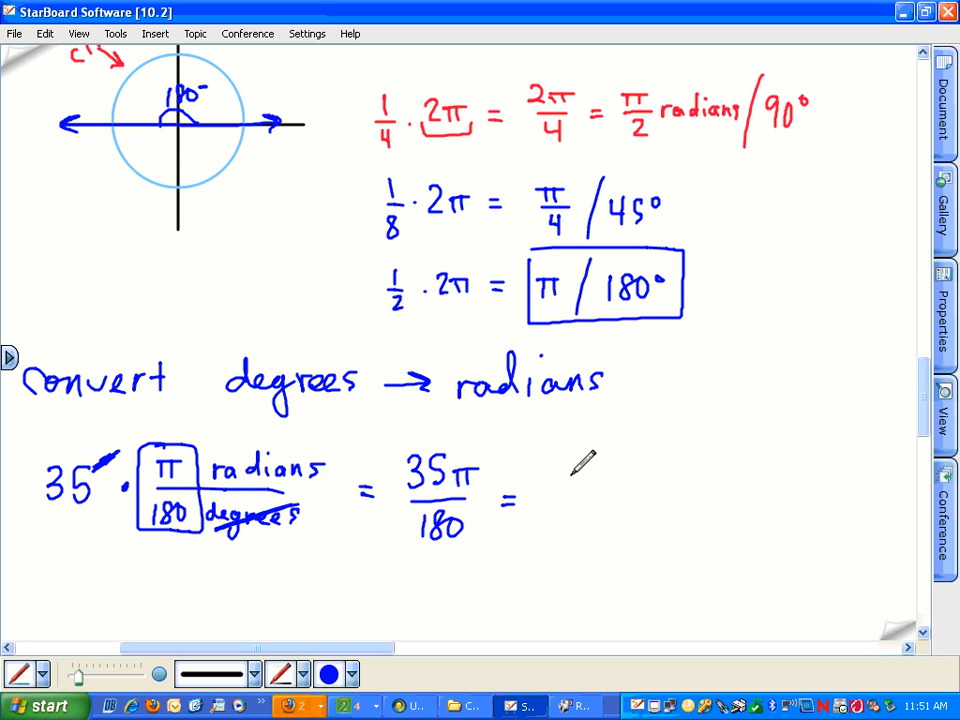 StarBoard Software [10.2]
File Edit View Tools Insert Topic Conference Settings Help
180°
1/4 · 2π = 2π/4 = π/2 radians / 90°
1/8 · 2π = π/4 / 45°
1/2 · 2π = π / 180°
convert degrees → radians
35° · π radians / 180 degrees = 35π/180 =
Document
Gallery
Properties
View
Conference
start
2
4
U...
C...
S...
R...
11:51 AM